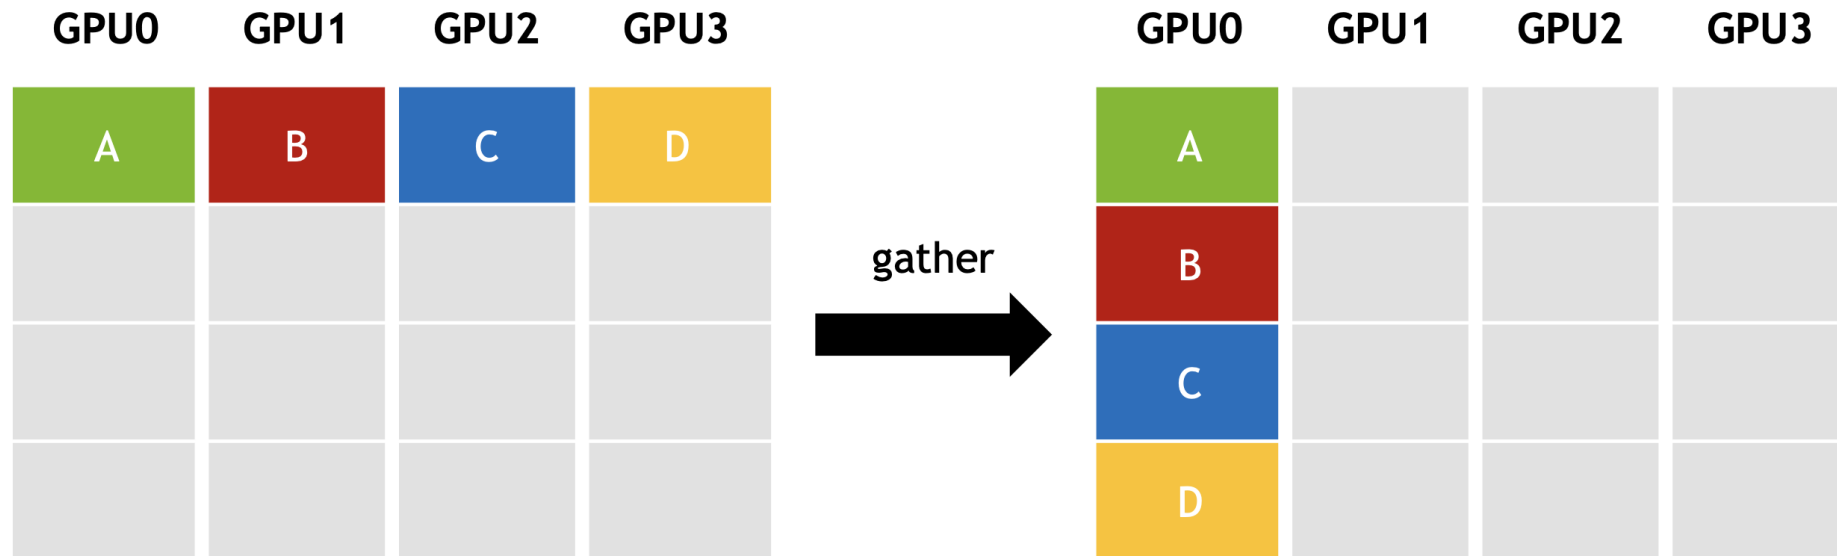 GPU0 GPU1 GPU2 GPU3
A B C D
gather
GPU0 GPU1 GPU2 GPU3
A
B
C
D